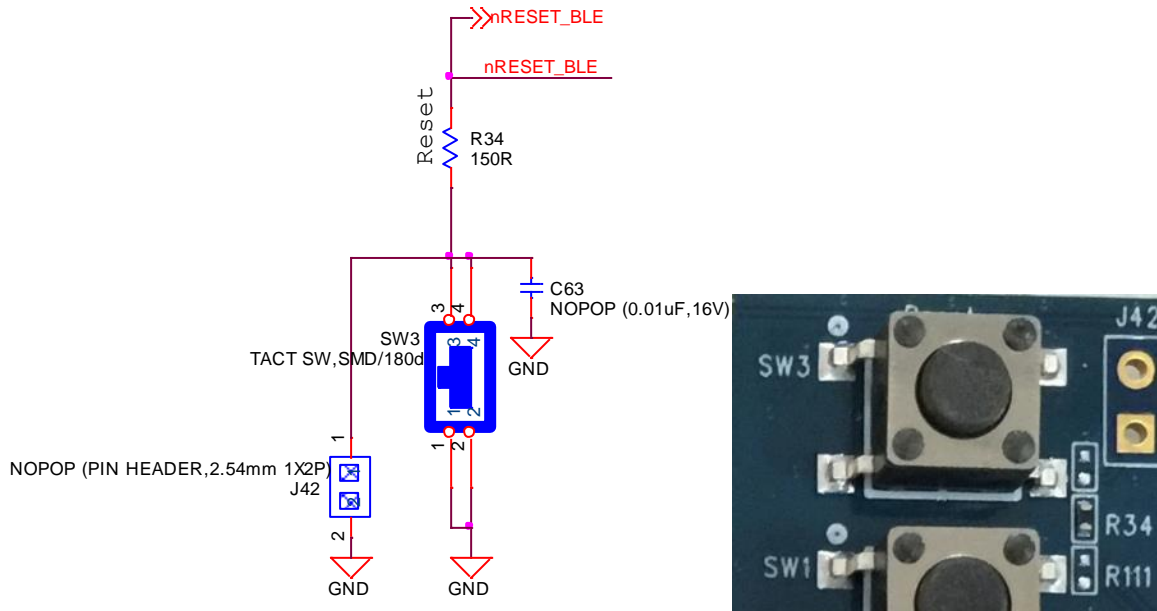 nRESET_BLE
nRESET_BLE
Reset
R34
150R
C63
NOPOP (0.01uF,16V)
3
4
SW3
TACT SW,SMD/180d
3
4
1
2
GND
1
2
1
NOPOP (PIN HEADER,2.54mm 1X2P)
J42
2
GND
GND
J42
SW3
R34
SW1
R111